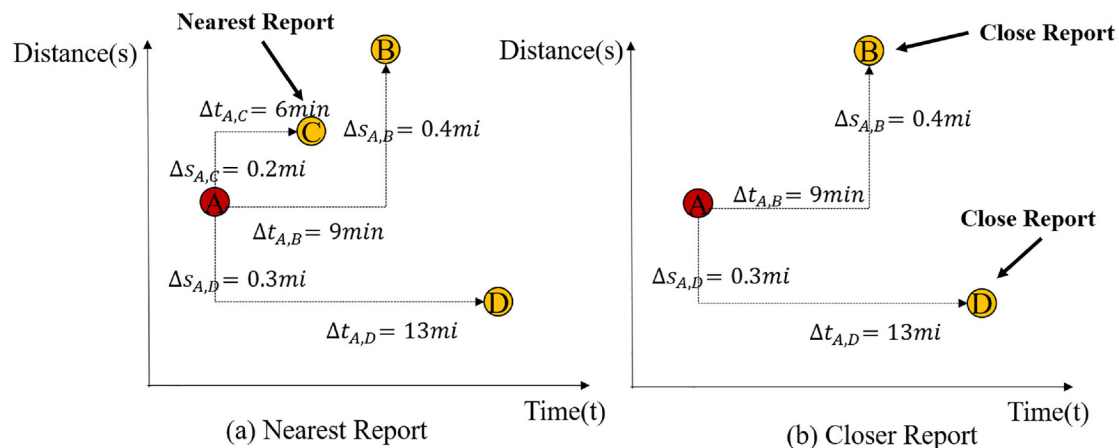 Nearest Report
Distance(s)
B
Δt_{A,C} = 6min
C
Δs_{A,B} = 0.4mi
Δs_{A,C} = 0.2mi
A
Δt_{A,B} = 9min
Δs_{A,D} = 0.3mi
D
Δt_{A,D} = 13mi
Time(t)
(a) Nearest Report
Distance(s)
B
Close Report
Δs_{A,B} = 0.4mi
A
Δt_{A,B} = 9min
Close Report
Δs_{A,D} = 0.3mi
D
Δt_{A,D} = 13mi
Time(t)
(b) Closer Report